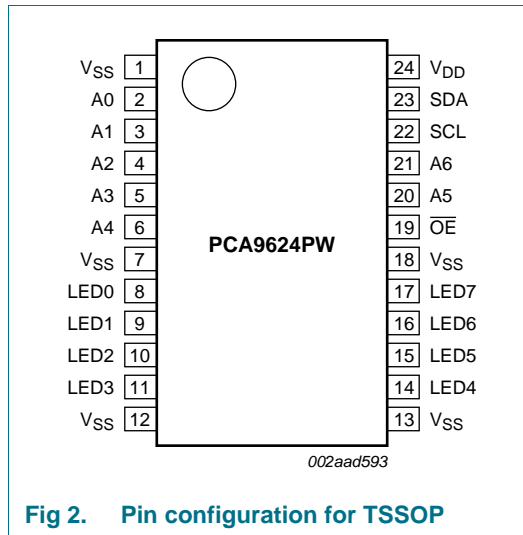 VSS 1 24 VDD
A0 2 23 SDA
A1 3 22 SCL
A2 4 21 A6
A3 5 20 A5
A4 6 19 OE
PCA9624PW
VSS 7 18 VSS
LED0 8 17 LED7
LED1 9 16 LED6
LED2 10 15 LED5
LED3 11 14 LED4
VSS 12 13 VSS
002aad593
Fig 2. Pin configuration for TSSOP